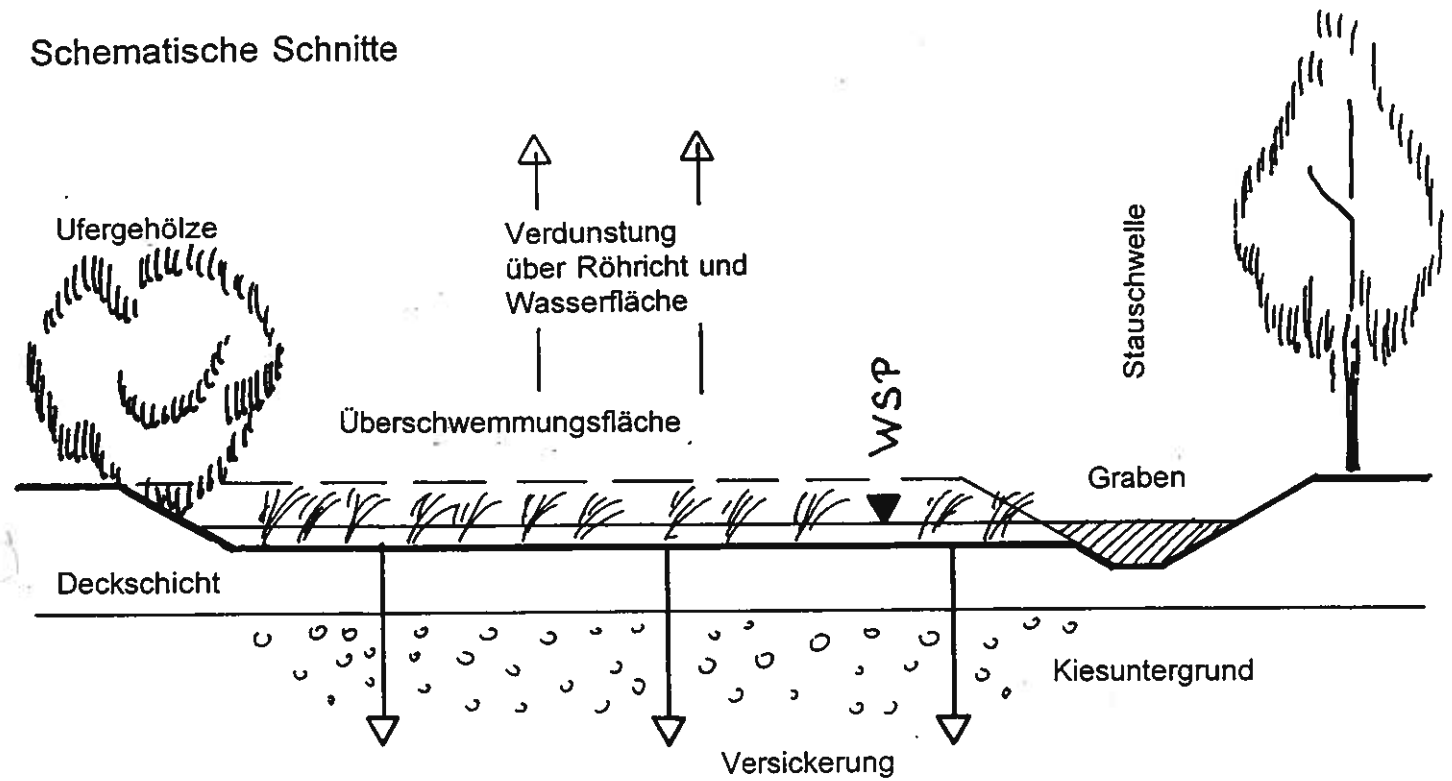 Schematische Schnitte
Ufergehölze
Verdunstung
über Röhricht und
Wasserfläche
Stauschwelle
Überschwemmungsfläche
WSP
Graben
Deckschicht
Kiesuntergrund
Versickerung